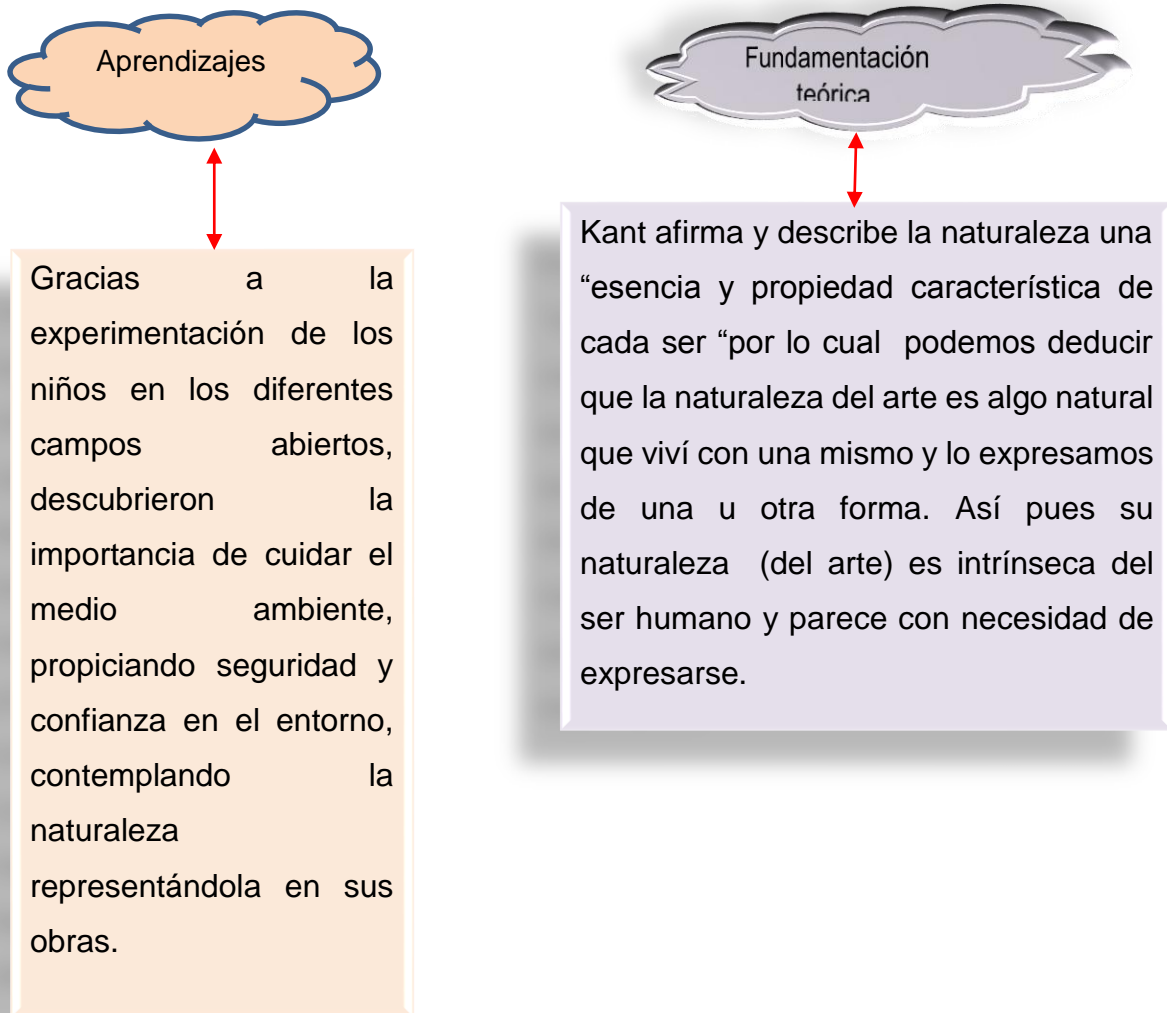 Aprendizajes
Gracias a la
experimentación de los
niños en los diferentes
campos abiertos,
descubrieron la
importancia de cuidar el
medio ambiente,
propiciando seguridad y
confianza en el entorno,
contemplando la
naturaleza
representándola en sus
obras.
Fundamentación
teórica
Kant afirma y describe la naturaleza una
“esencia y propiedad característica de
cada ser “por lo cual podemos deducir
que la naturaleza del arte es algo natural
que viví con una mismo y lo expresamos
de una u otra forma. Así pues su
naturaleza (del arte) es intrínseca del
ser humano y parece con necesidad de
expresarse.